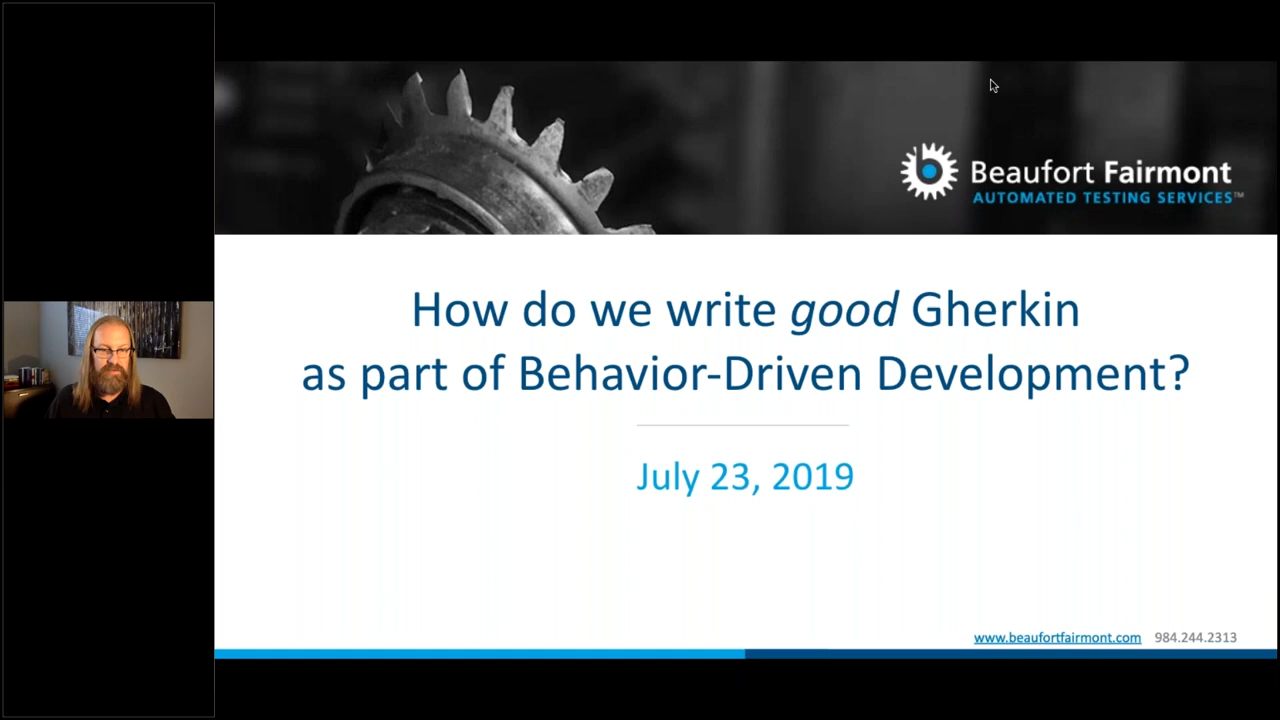 Beaufort Fairmont
AUTOMATED TESTING SERVICES™
How do we write good Gherkin
as part of Behavior-Driven Development?
July 23, 2019
www.beaufortfairmont.com 984.244.2313